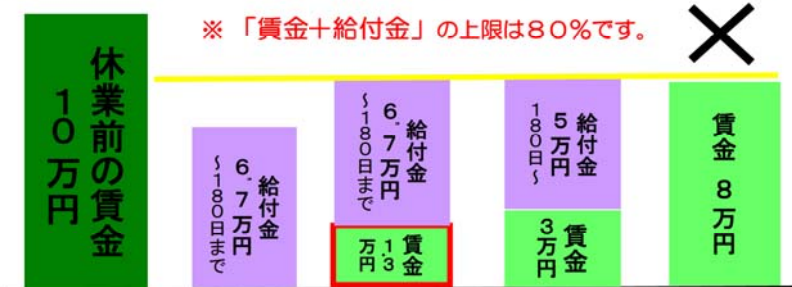 ※「賃金＋給付金」の上限は８０％です。
休業前の賃金
１０万円
給付金
６.７万円
～１８０日まで
給付金
６.７万円
～１８０日まで
賃金
１.３
万円
給付金
５万円
１８０日～
賃金
３万円
賃金 ８万円